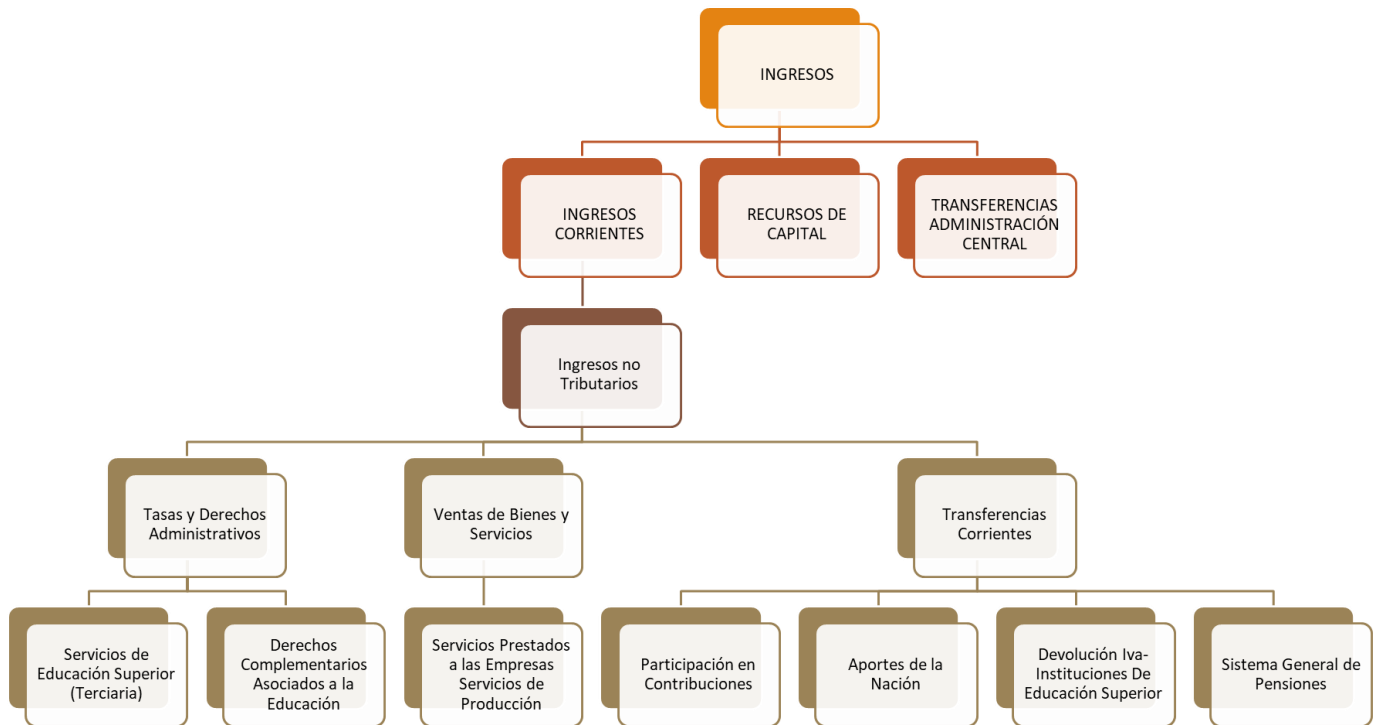 INGRESOS
INGRESOS
CORRIENTES
RECURSOS DE
CAPITAL
TRANSFERENCIAS
ADMINISTRACIÓN
CENTRAL
Ingresos no
Tributarios
Tasas y Derechos
Administrativos
Ventas de Bienes y
Servicios
Transferencias
Corrientes
Servicios de
Educación Superior
(Terciaria)
Derechos
Complementarios
Asociados a la
Educación
Servicios Prestados
a las Empresas
Servicios de
Producción
Participación en
Contribuciones
Aportes de la
Nación
Devolución Iva-
Instituciones De
Educación Superior
Sistema General de
Pensiones